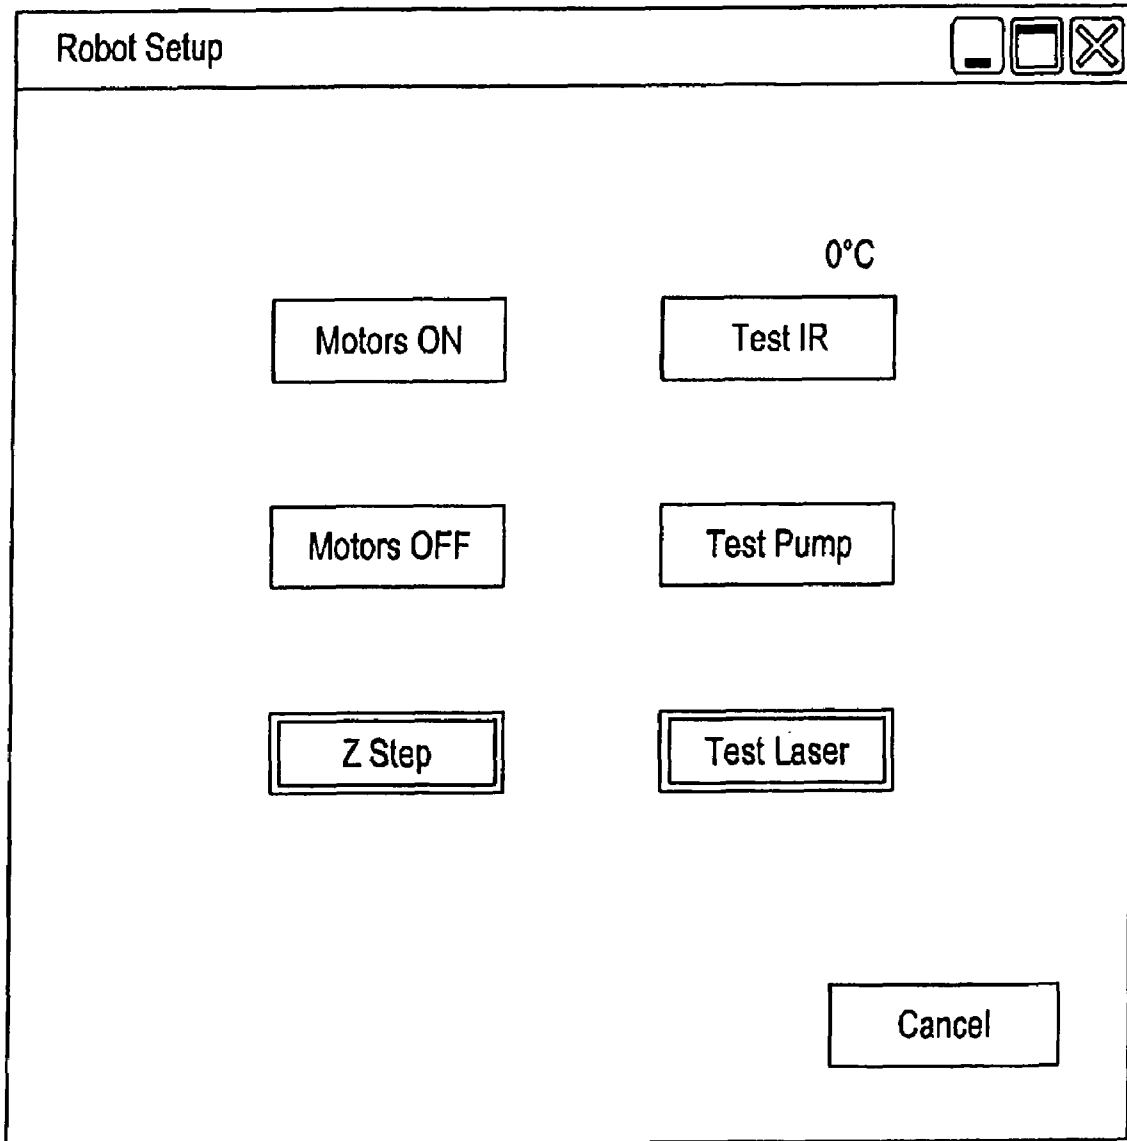 Robot Setup
0°C
Motors ON
Test IR
Motors OFF
Test Pump
Z Step
Test Laser
Cancel